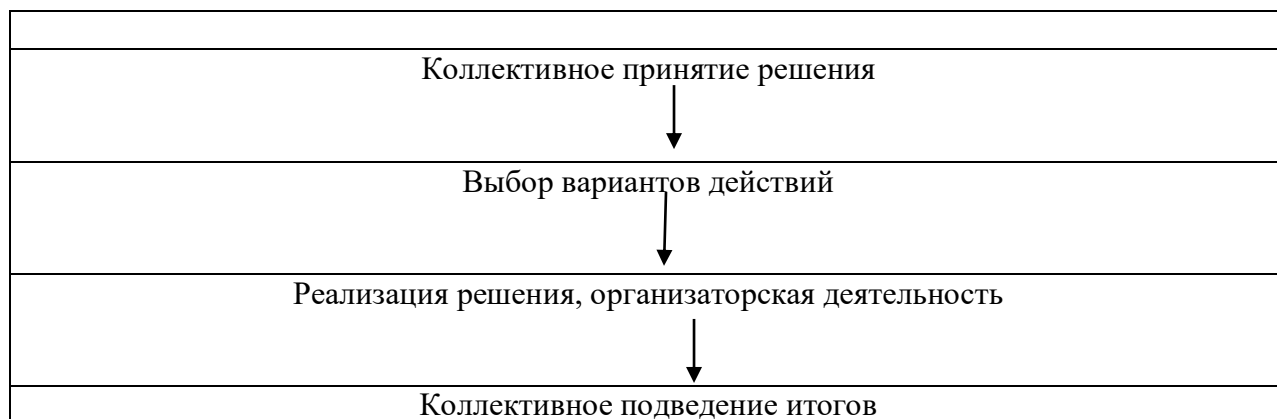 Коллективное принятие решения
Выбор вариантов действий
Реализация решения, организаторская деятельность
Коллективное подведение итогов